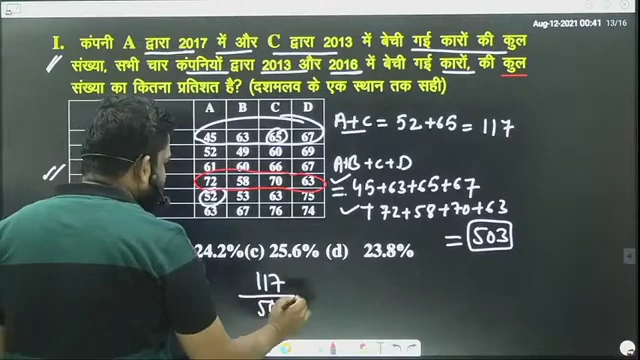 Aug-12-2021 00:41 13/16
I. कंपनी A द्वारा 2017 में और C द्वारा 2013 में बेची गई कारों की कुल
संख्या, सभी चार कंपनियों द्वारा 2013 और 2016 में बेची गई कारों, की कुल
संख्या का कितना प्रतिशत है? (दशमलव के एक स्थान तक सही)
A B C D
45 63 65 67
52 49 60 69
61 60 66 67
72 58 70 63
52 53 63 75
63 67 76 74
A+C = 52+65 = 117
A+B+C+D
= 45+63+65+67
+72+58+70+63
= 503
24.2% (c) 25.6% (d) 23.8%
117